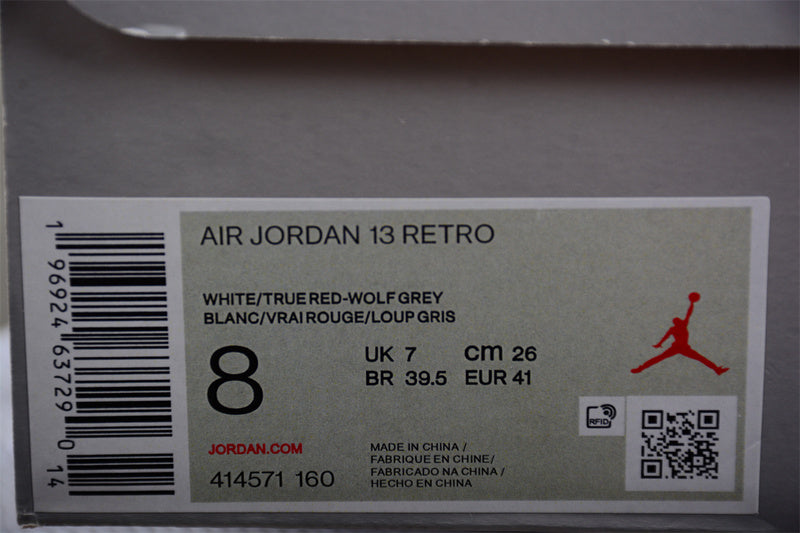 AIR JORDAN 13 RETRO
WHITE/TRUE RED-WOLF GREY
BLANC/VRAI ROUGE/LOUP GRIS
8
UK 7 cm 26
BR 39.5 EUR 41
JORDAN.COM
414571 160
MADE IN CHINA /
FABRIQUE EN CHINE/
FABRICADO NA CHINA /
HECHO EN CHINA
RFID
1 96924 63729 0 14